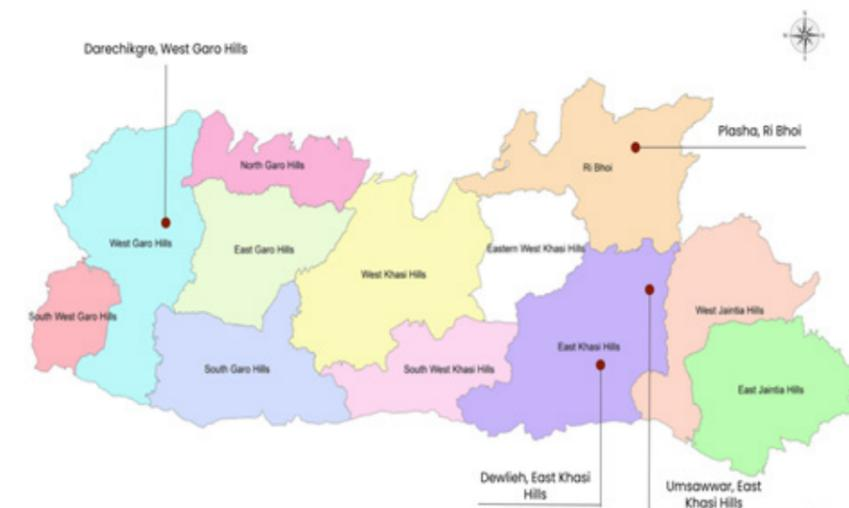 Darechikgre, West Garo Hills
Plasha, Ri Bhoi
North Garo Hills
Ri Bhoi
West Garo Hills
East Garo Hills
Eastern West Khasi Hills
West Khasi Hills
South West Garo Hills
West Jaintia Hills
East Khasi Hills
South Garo Hills
South West Khasi Hills
East Jaintia Hills
Dewlieh, East Khasi
Hills
Umsawwar, East
Khasi Hills